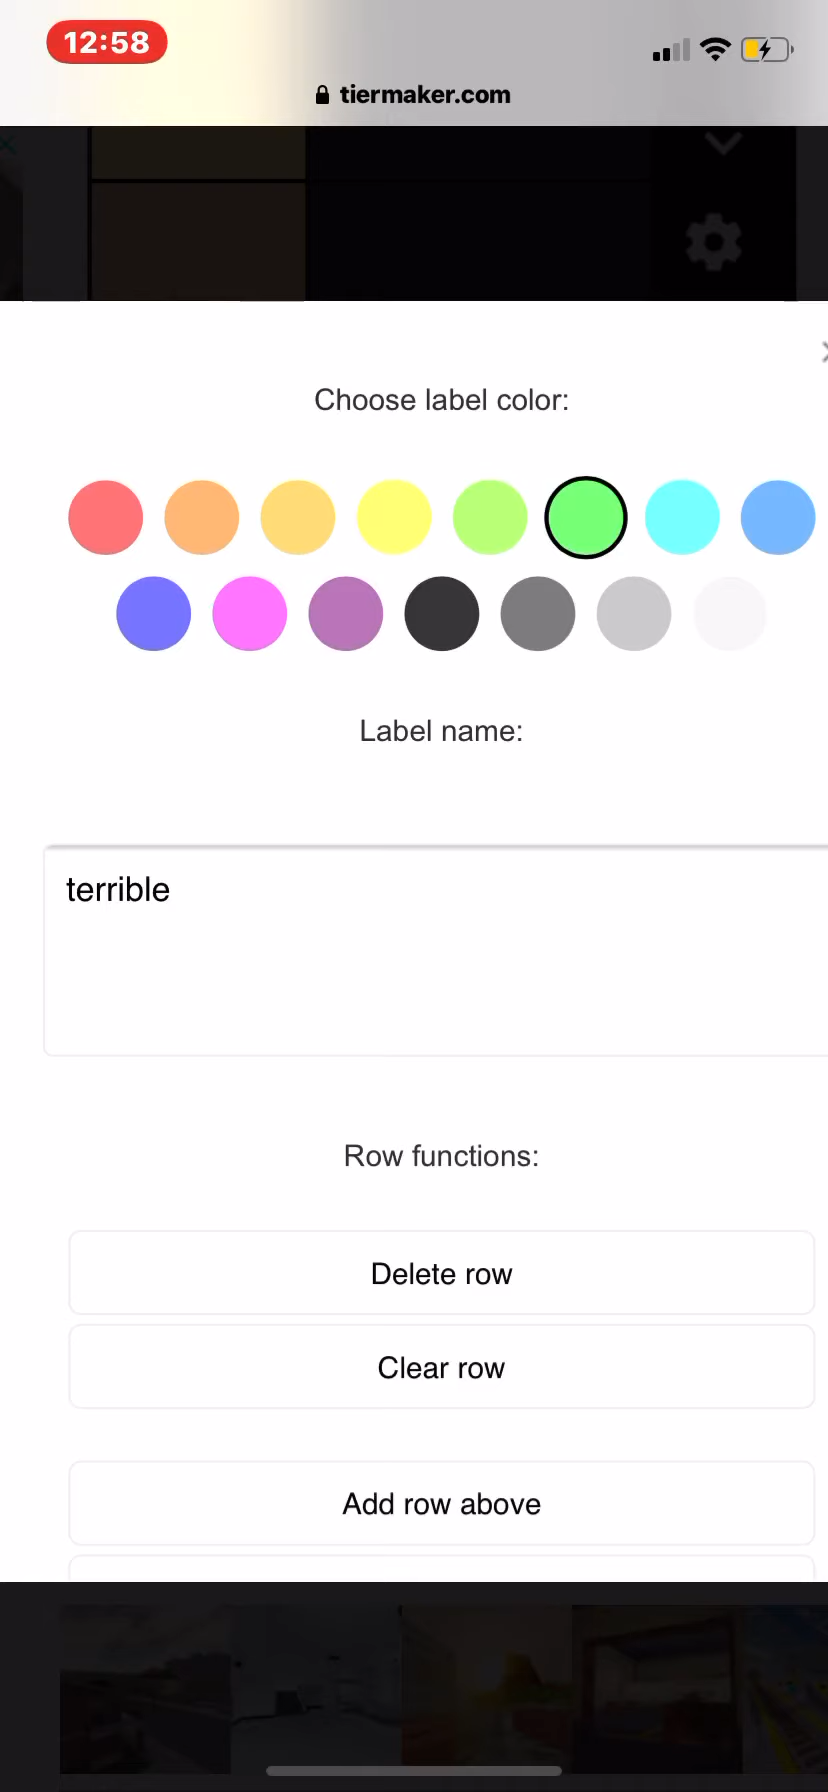 12:58
tiermaker.com
Choose label color:
Label name:
terrible
Row functions:
Delete row
Clear row
Add row above